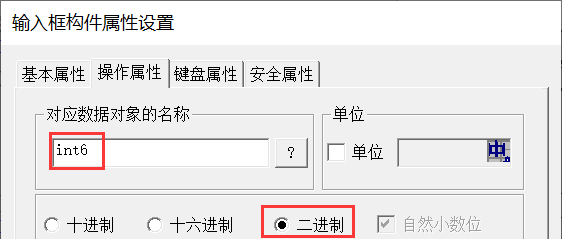 输入框构件属性设置
基本属性 操作属性 键盘属性 安全属性
对应数据对象的名称 单位
int6 ? 单位 中
十进制 十六进制 二进制 自然小数位